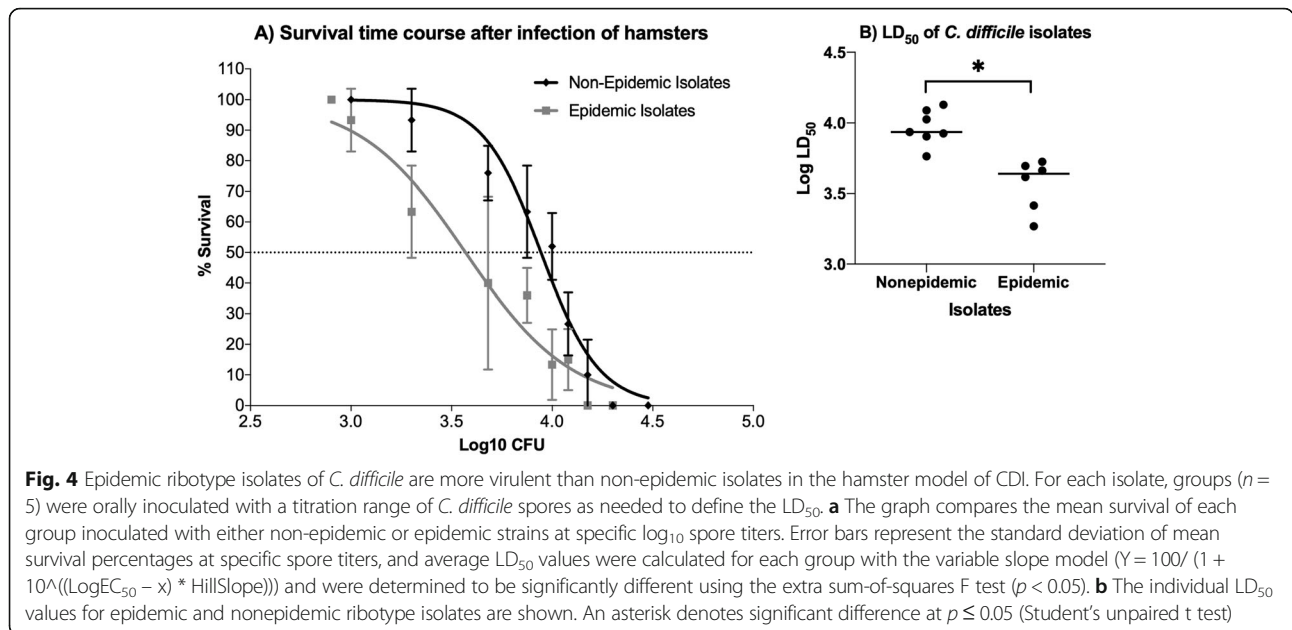 A) Survival time course after infection of hamsters
110
100
90
80
70
60
50
40
30
20
10
0
% Survival
Non-Epidemic Isolates
Epidemic Isolates
2.5 3.0 3.5 4.0 4.5 5.0
Log10 CFU
B) LD50 of C. difficile isolates
4.5
4.0
3.5
3.0
Log LD50
*
Nonepidemic Epidemic
Isolates
Fig. 4 Epidemic ribotype isolates of C. difficile are more virulent than non-epidemic isolates in the hamster model of CDI. For each isolate, groups (n =
5) were orally inoculated with a titration range of C. difficile spores as needed to define the LD50. a The graph compares the mean survival of each
group inoculated with either non-epidemic or epidemic strains at specific log10 spore titers. Error bars represent the standard deviation of mean
survival percentages at specific spore titers, and average LD50 values were calculated for each group with the variable slope model (Y = 100/ (1 +
10^((LogEC50 – x) * HillSlope))) and were determined to be significantly different using the extra sum-of-squares F test (p < 0.05). b The individual LD50
values for epidemic and nonepidemic ribotype isolates are shown. An asterisk denotes significant difference at p ≤ 0.05 (Student's unpaired t test)